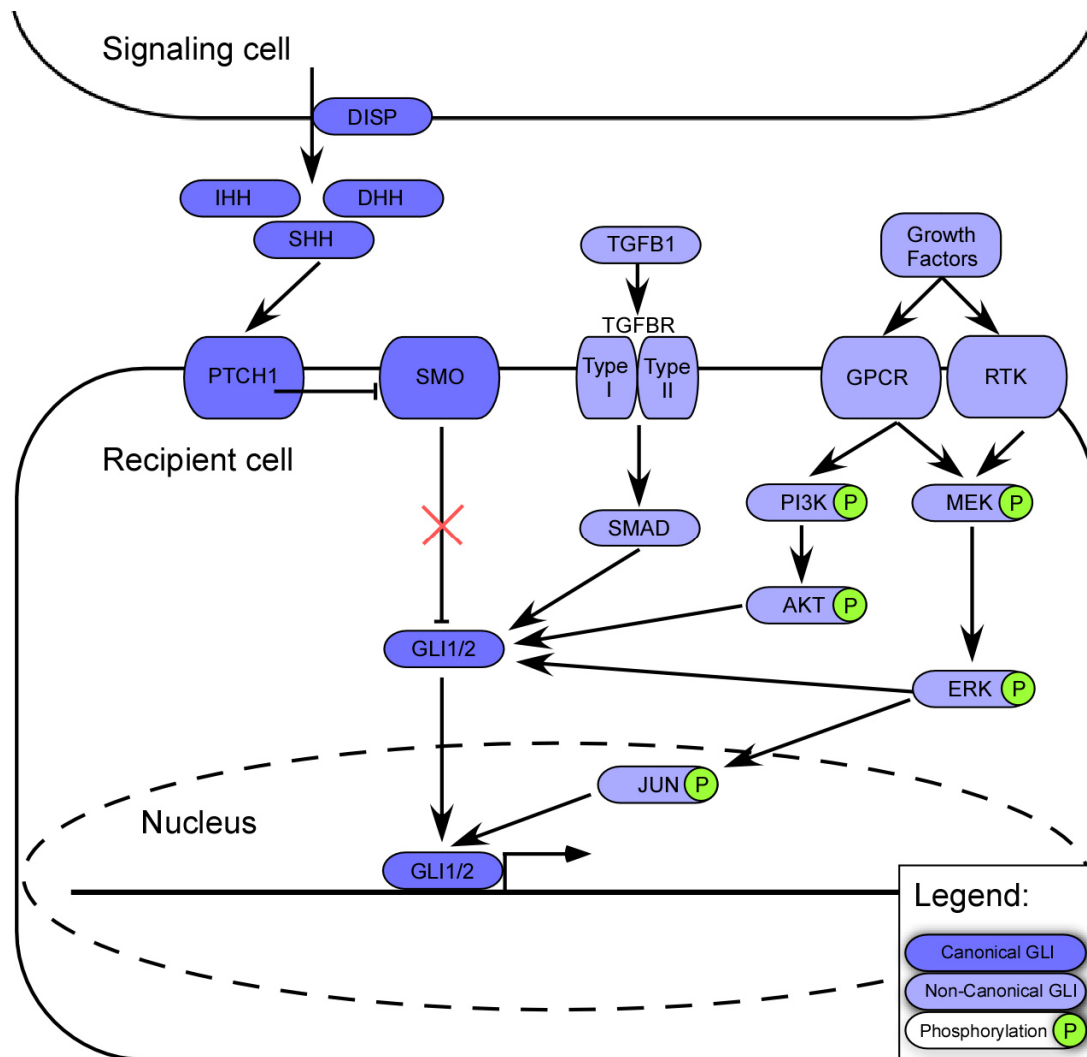 Signaling cell
DISP
IHH
DHH
SHH
TGFB1
Growth
Factors
TGFBR
PTCH1
SMO
Type
I
Type
II
GPCR
RTK
Recipient cell
PI3K P
MEK P
SMAD
AKT P
GLI1/2
ERK P
JUN P
Nucleus
GLI1/2
Legend:
Canonical GLI
Non-Canonical GLI
Phosphorylation P